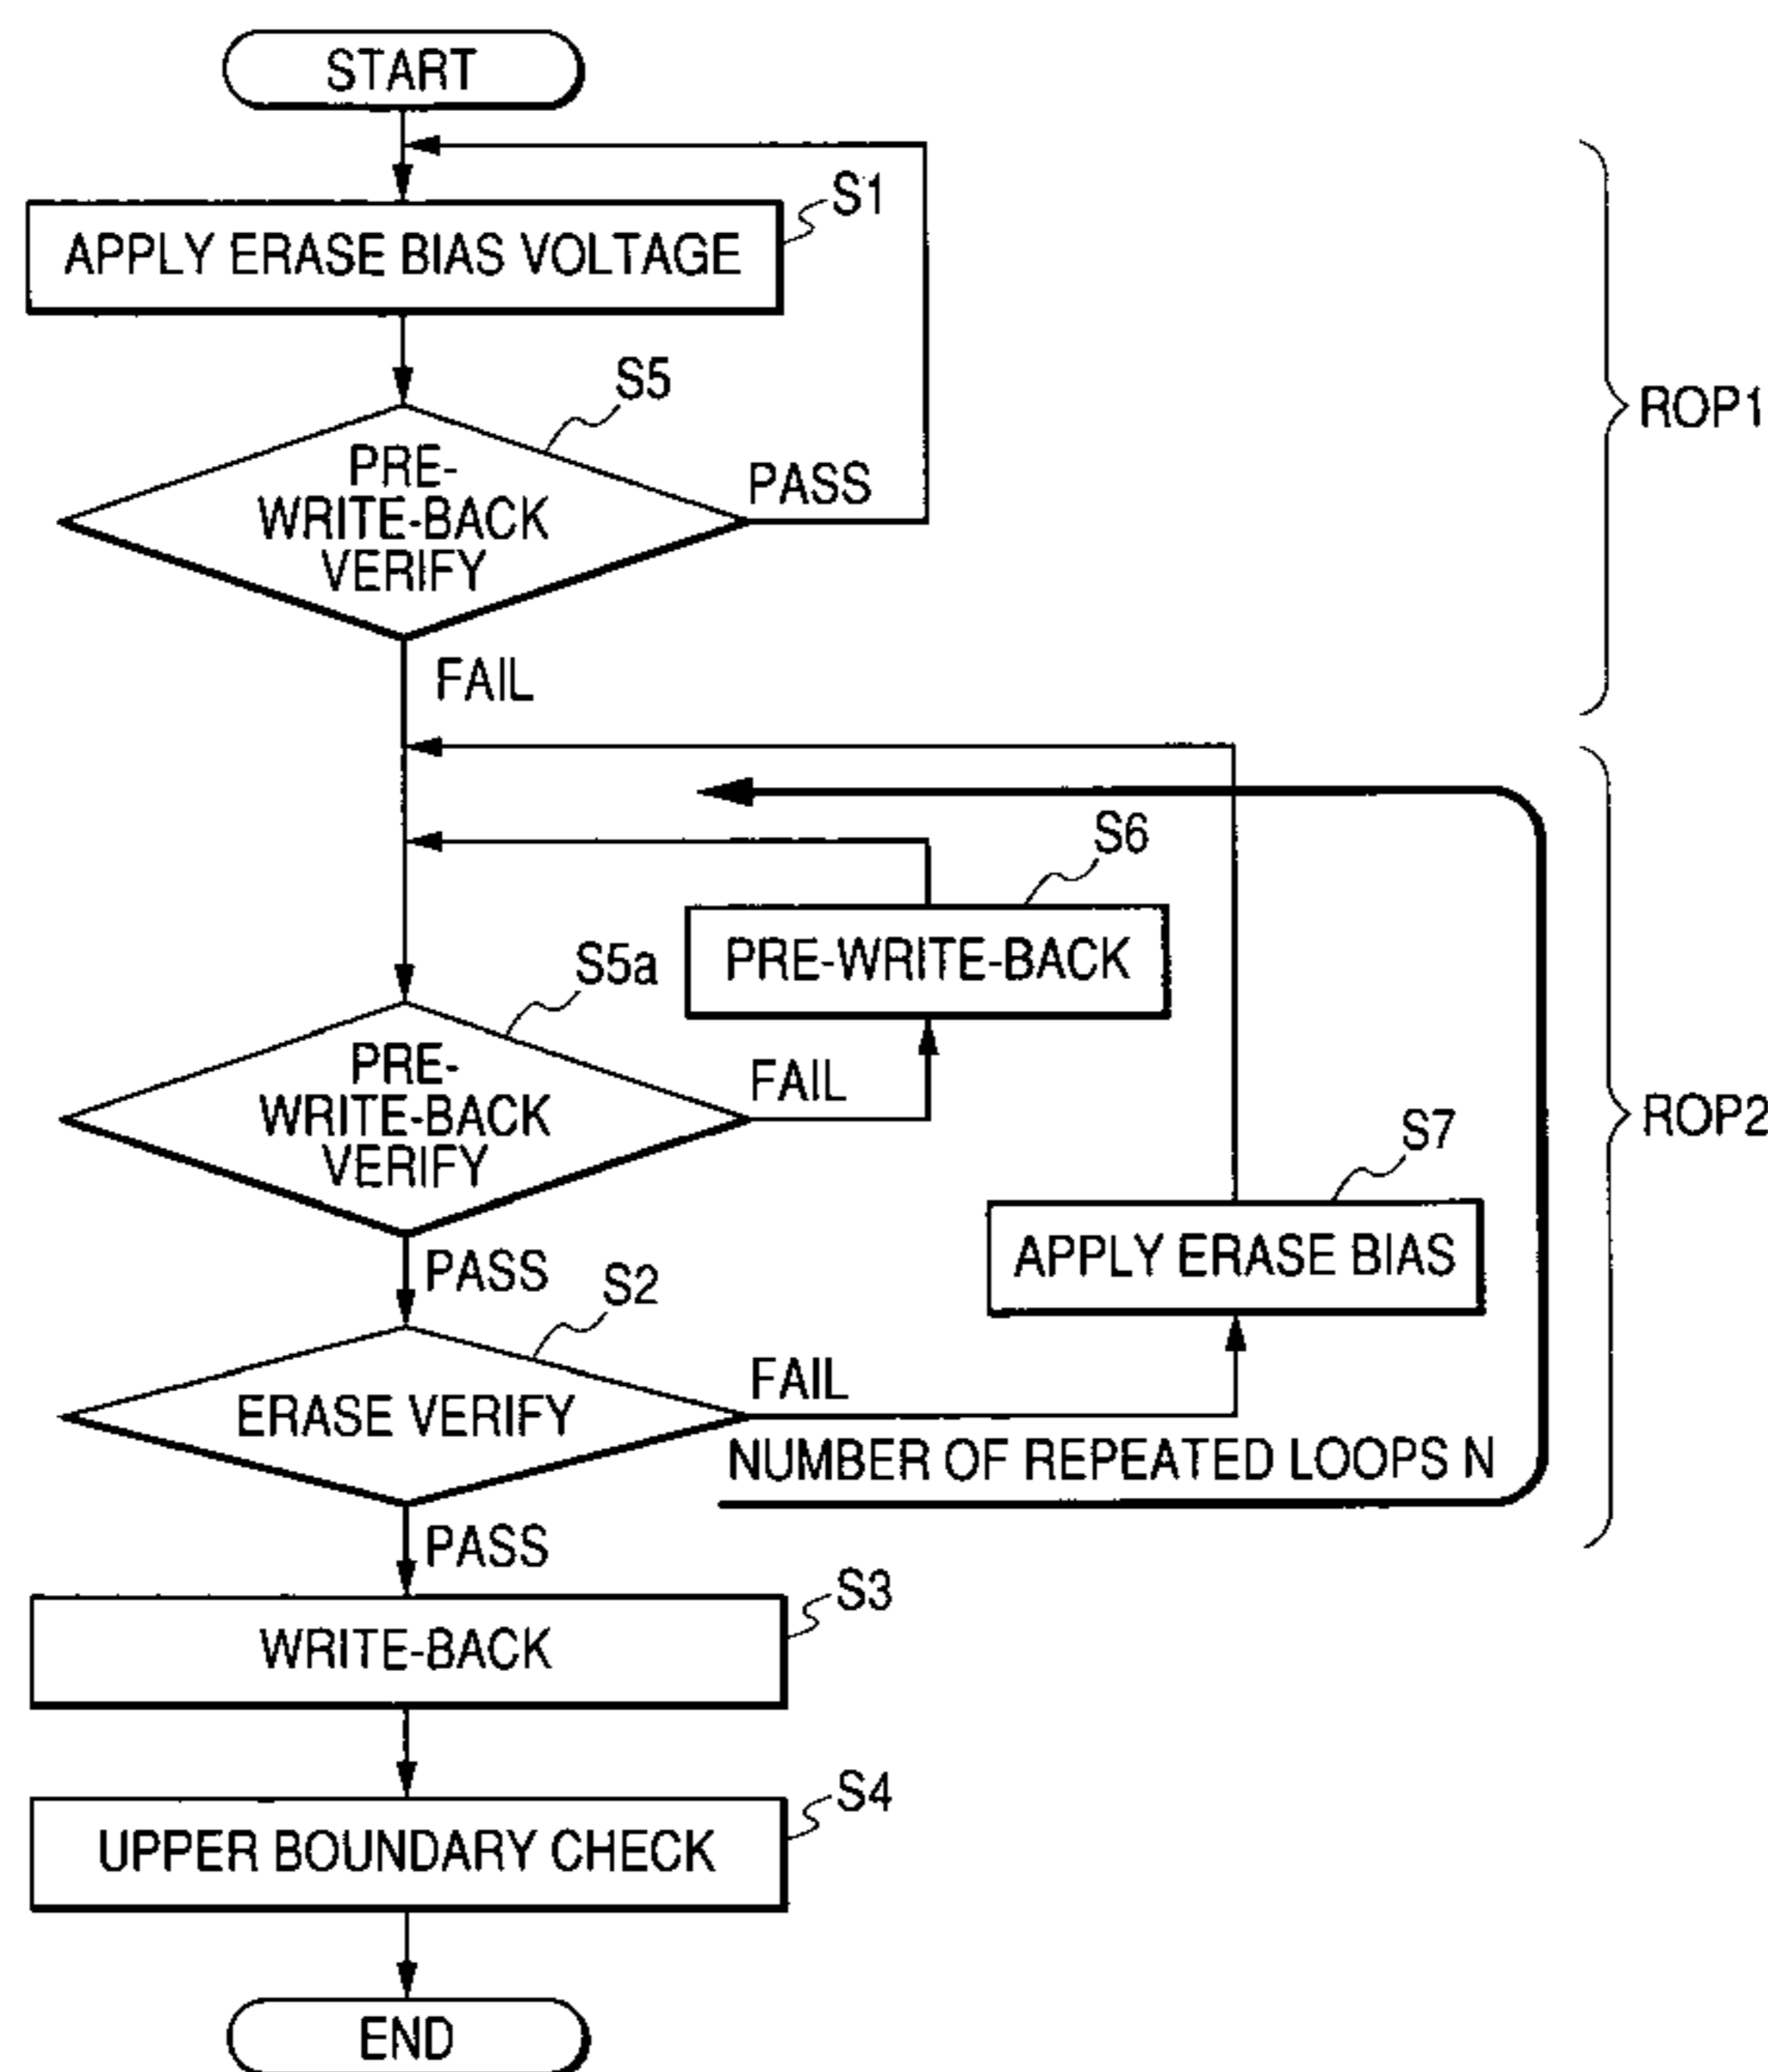 START
S1
APPLY ERASE BIAS VOLTAGE
S5
ROP1
PRE-
WRITE-BACK
VERIFY
PASS
FAIL
S6
PRE-WRITE-BACK
S5a
PRE-
WRITE-BACK
VERIFY
FAIL
ROP2
S7
APPLY ERASE BIAS
PASS
S2
ERASE VERIFY
FAIL
NUMBER OF REPEATED LOOPS N
PASS
S3
WRITE-BACK
S4
UPPER BOUNDARY CHECK
END